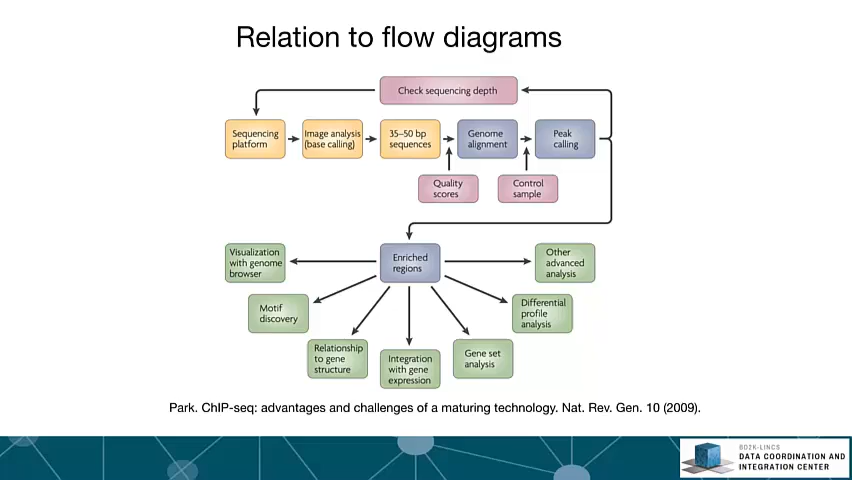 Relation to flow diagrams
Check sequencing depth
Sequencing
platform
Image analysis
(base calling)
35–50 bp
sequences
Genome
alignment
Peak
calling
Quality
scores
Control
sample
Visualization
with genome
browser
Enriched
regions
Other
advanced
analysis
Motif
discovery
Differential
profile
analysis
Relationship
to gene
structure
Integration
with gene
expression
Gene set
analysis
Park. ChIP-seq: advantages and challenges of a maturing technology. Nat. Rev. Gen. 10 (2009).
BD2K-LINCS
DATA COORDINATION AND
INTEGRATION CENTER